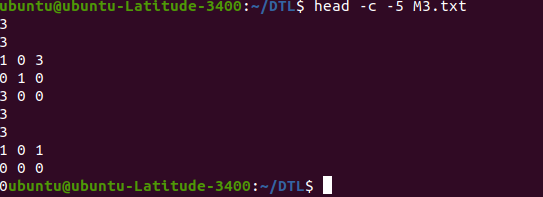 ubuntu@ubuntu-Latitude-3400:~/DTL$ head -c -5 M3.txt
3
3
1 0 3
0 1 0
3 0 0
3
3
1 0 1
0 0 0
0ubuntu@ubuntu-Latitude-3400:~/DTL$